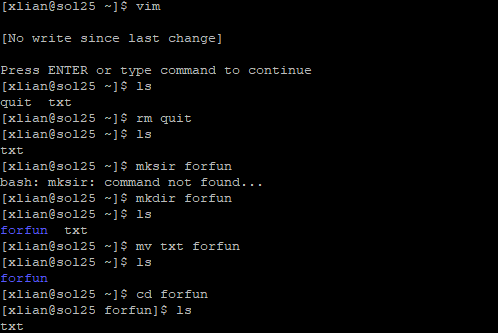 [xlian@sol25 ~]$ vim
[No write since last change]
Press ENTER or type command to continue
[xlian@sol25 ~]$ ls
quit  txt
[xlian@sol25 ~]$ rm quit
[xlian@sol25 ~]$ ls
txt
[xlian@sol25 ~]$ mksir forfun
bash: mksir: command not found...
[xlian@sol25 ~]$ mkdir forfun
[xlian@sol25 ~]$ ls
forfun  txt
[xlian@sol25 ~]$ mv txt forfun
[xlian@sol25 ~]$ ls
forfun
[xlian@sol25 ~]$ cd forfun
[xlian@sol25 forfun]$ ls
txt